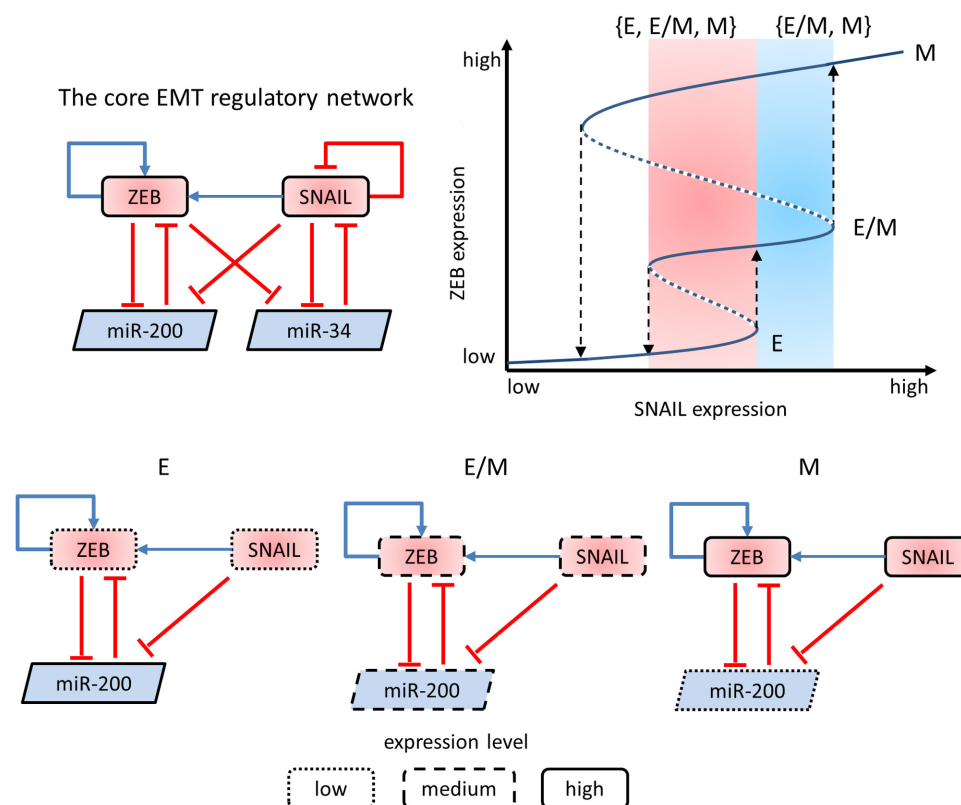 The core EMT regulatory network
ZEB
SNAIL
miR-200
miR-34
{E, E/M, M}
{E/M, M}
high
M
E/M
E
ZEB expression
low
low
high
SNAIL expression
E
ZEB
SNAIL
miR-200
E/M
ZEB
SNAIL
miR-200
M
ZEB
SNAIL
miR-200
expression level
low
medium
high